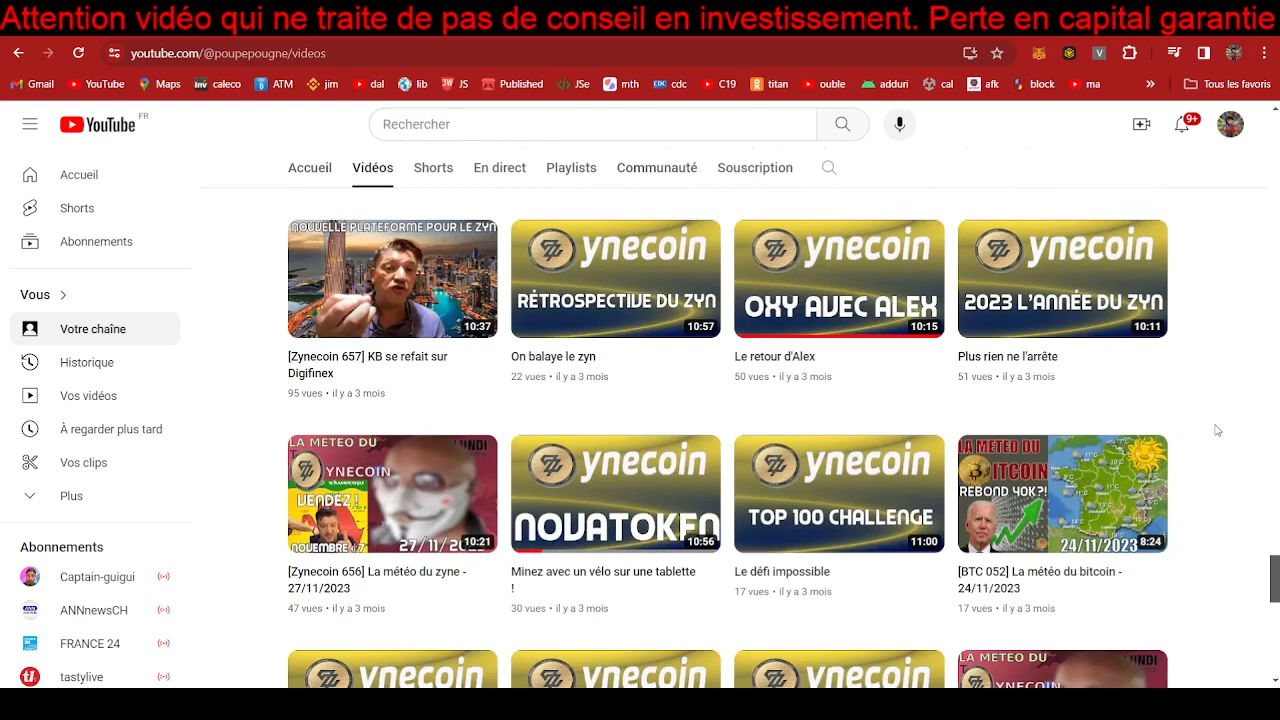 Attention vidéo qui ne traite de pas de conseil en investissement. Perte en capital garantie
youtube.com/@poupepougne/videos
Gmail YouTube Maps caleco ATM jim dal lib JS Published JSe mth cdc C19 titan ouble adduri cal afk block ma » Tous les favoris
YouTube FR
Rechercher
9+
Accueil Vidéos Shorts En direct Playlists Communauté Souscription
Accueil
Shorts
Abonnements
Vous
Votre chaîne
Historique
Vos vidéos
À regarder plus tard
Vos clips
Plus
Abonnements
Captain-guigui
ANNnewsCH
FRANCE 24
tastylive
NOUVELLE PLATEFORME POUR LE ZYN
10:37
[Zynecoin 657] KB se refait sur
Digifinex
95 vues • il y a 3 mois
ynecoin
RÉTROSPECTIVE DU ZYN
10:57
On balaye le zyn
22 vues • il y a 3 mois
ynecoin
OXY AVEC ALEX
10:15
Le retour d'Alex
50 vues • il y a 3 mois
ynecoin
2023 L'ANNÉE DU ZYN
10:11
Plus rien ne l'arrête
51 vues • il y a 3 mois
LA METEO DU LUNDI
YNECOIN
VENDEZ !
NOVEMBRE
27/11/2023
10:21
[Zynecoin 656] La météo du zyne -
27/11/2023
47 vues • il y a 3 mois
ynecoin
NOVATOKEN
10:56
Minez avec un vélo sur une tablette
!
30 vues • il y a 3 mois
ynecoin
TOP 100 CHALLENGE
11:00
Le défi impossible
17 vues • il y a 3 mois
LA METEO DU
BITCOIN
REBOND 40K?!
24/11/2023
8:24
[BTC 052] La météo du bitcoin -
24/11/2023
17 vues • il y a 3 mois
ynecoin
ynecoin
ynecoin
LA METEO DU LUNDI
YNECOIN